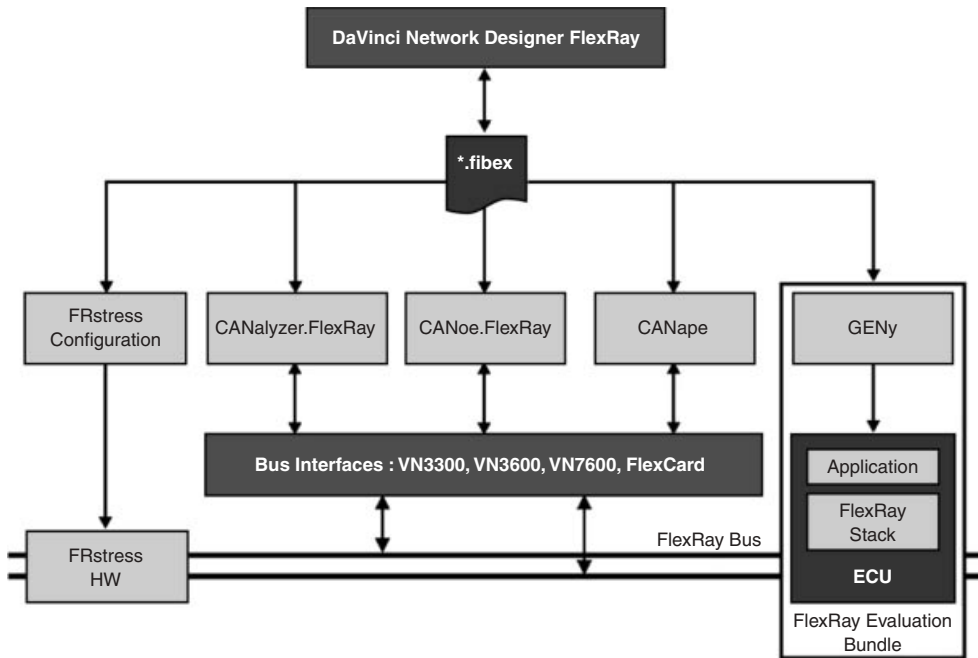 DaVinci Network Designer FlexRay
*.fibex
FRstress
Configuration
CANalyzer.FlexRay
CANoe.FlexRay
CANape
GENy
Bus Interfaces : VN3300, VN3600, VN7600, FlexCard
Application
FlexRay
Stack
ECU
FlexRay Bus
FRstress
HW
FlexRay Evaluation
Bundle